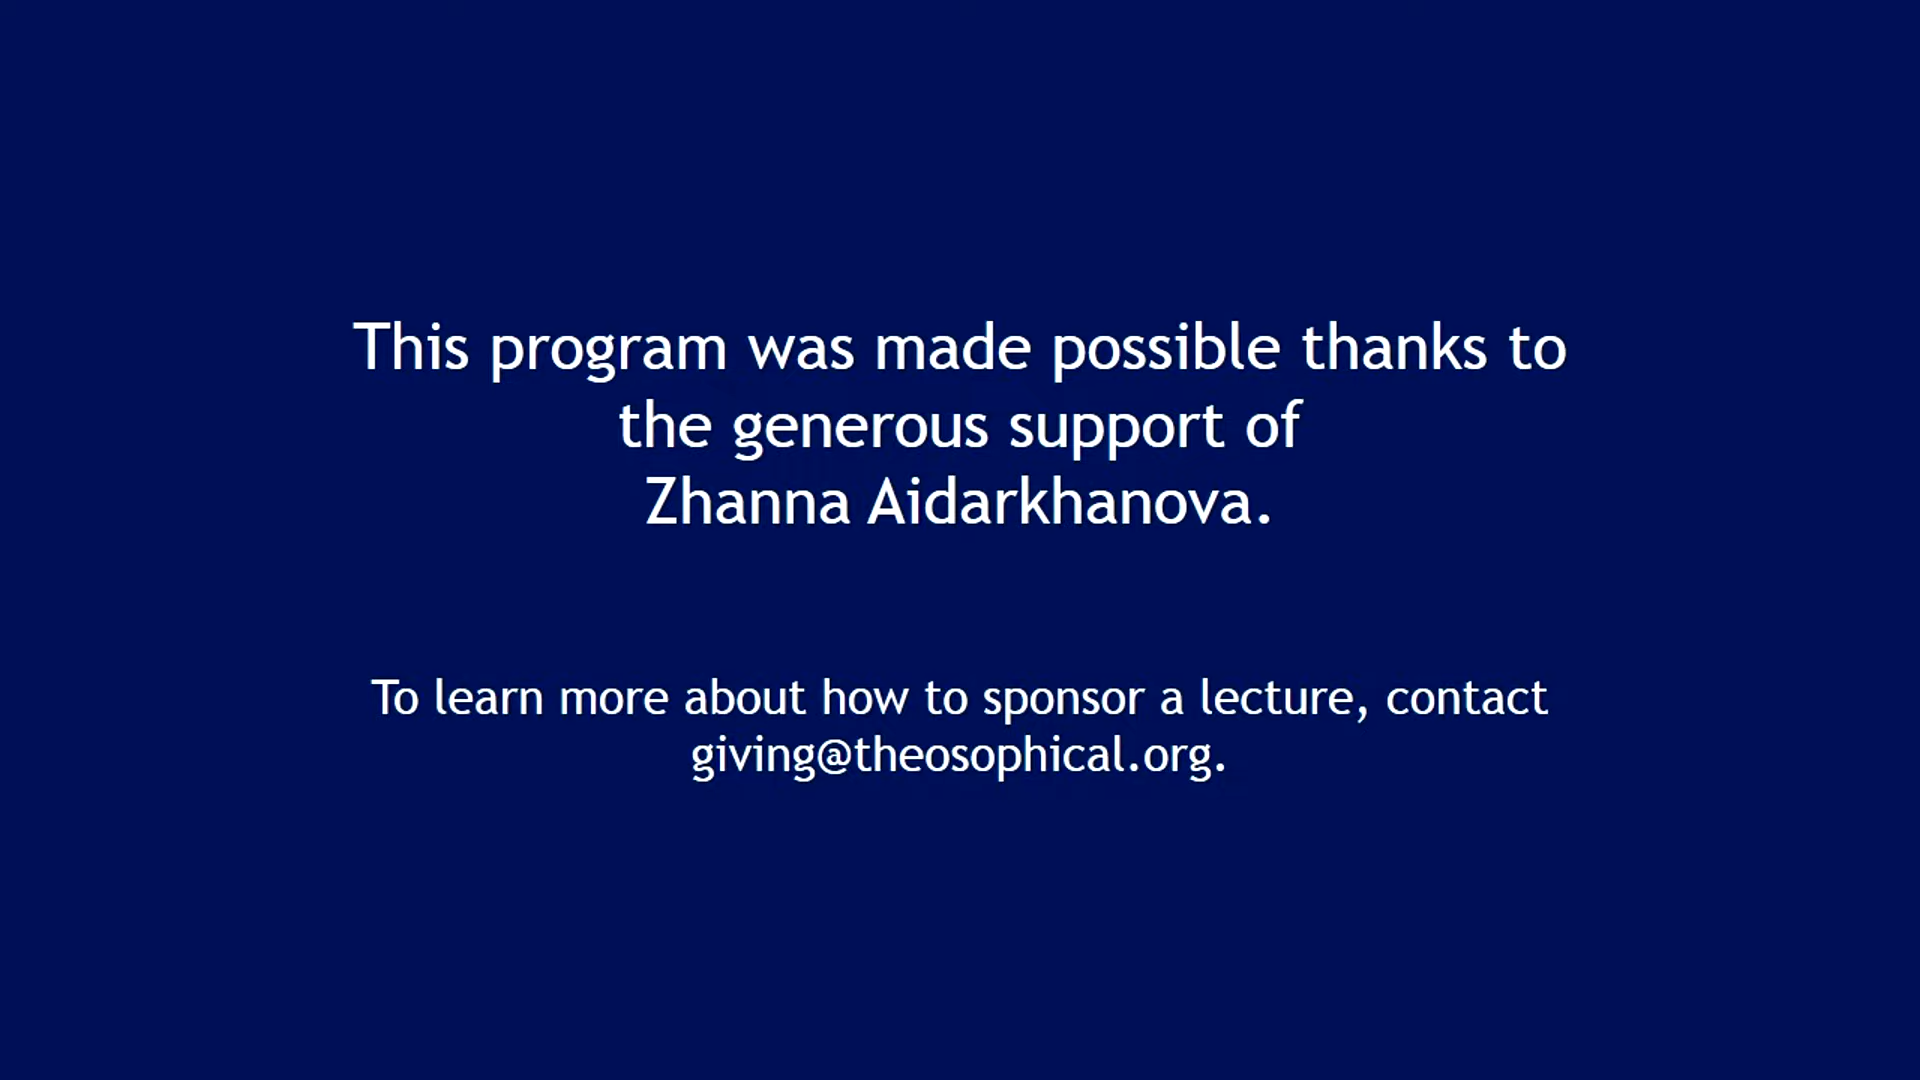 This program was made possible thanks to
the generous support of
Zhanna Aidarkhanova.
To learn more about how to sponsor a lecture, contact
giving@theosophical.org.